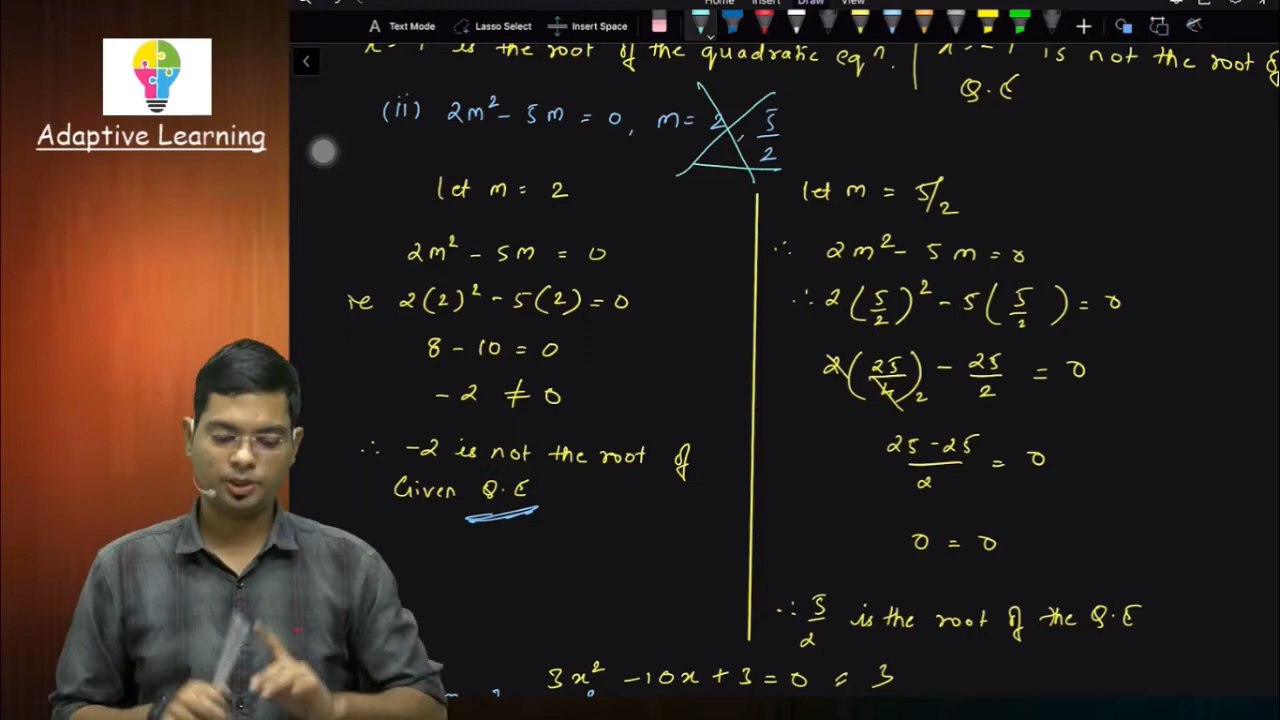 Home Insert Draw View
Text Mode Lasso Select Insert Space
Adaptive Learning
is the root of the quadratic eqⁿ.
is not the root of
Q.E
(ii) 2m² - 5m = 0, m = 2, 5/2
let m = 2
2m² - 5m = 0
ie 2(2)² - 5(2) = 0
8 - 10 = 0
-2 ≠ 0
∴ -2 is not the root of
Given Q.E
let m = 5/2
∴ 2m² - 5m = 0
∴ 2(5/2)² - 5(5/2) = 0
2(25/4)2 - 25/2 = 0
25-25/2 = 0
0 = 0
∴ 5/2 is the root of the Q.E
3x² - 10x + 3 = 0 = 3